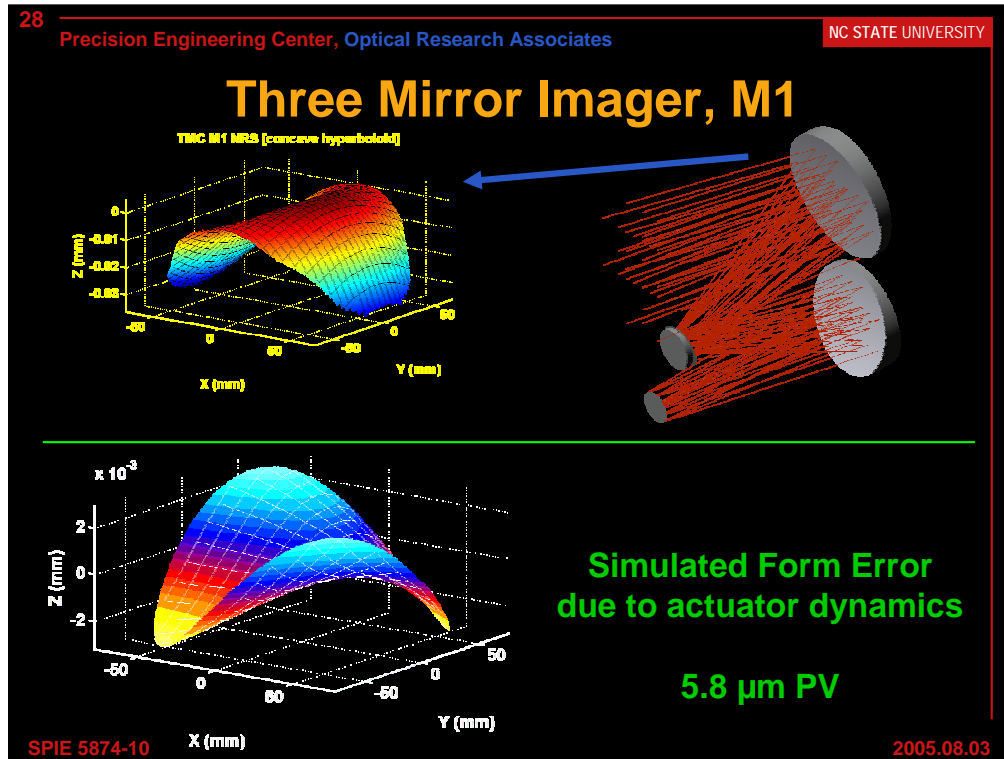 28
Precision Engineering Center, Optical Research Associates
NC STATE UNIVERSITY
Three Mirror Imager, M1
TMC M1 NRS [concave hyperboloid]
0
-0.01
-0.02
-0.03
Z (mm)
-50
0
50
X (mm)
-50
0
50
Y (mm)
x 10-3
2
0
-2
Z (mm)
-50
0
50
X (mm)
-50
0
50
Y (mm)
Simulated Form Error
due to actuator dynamics
5.8 µm PV
SPIE 5874-10
2005.08.03